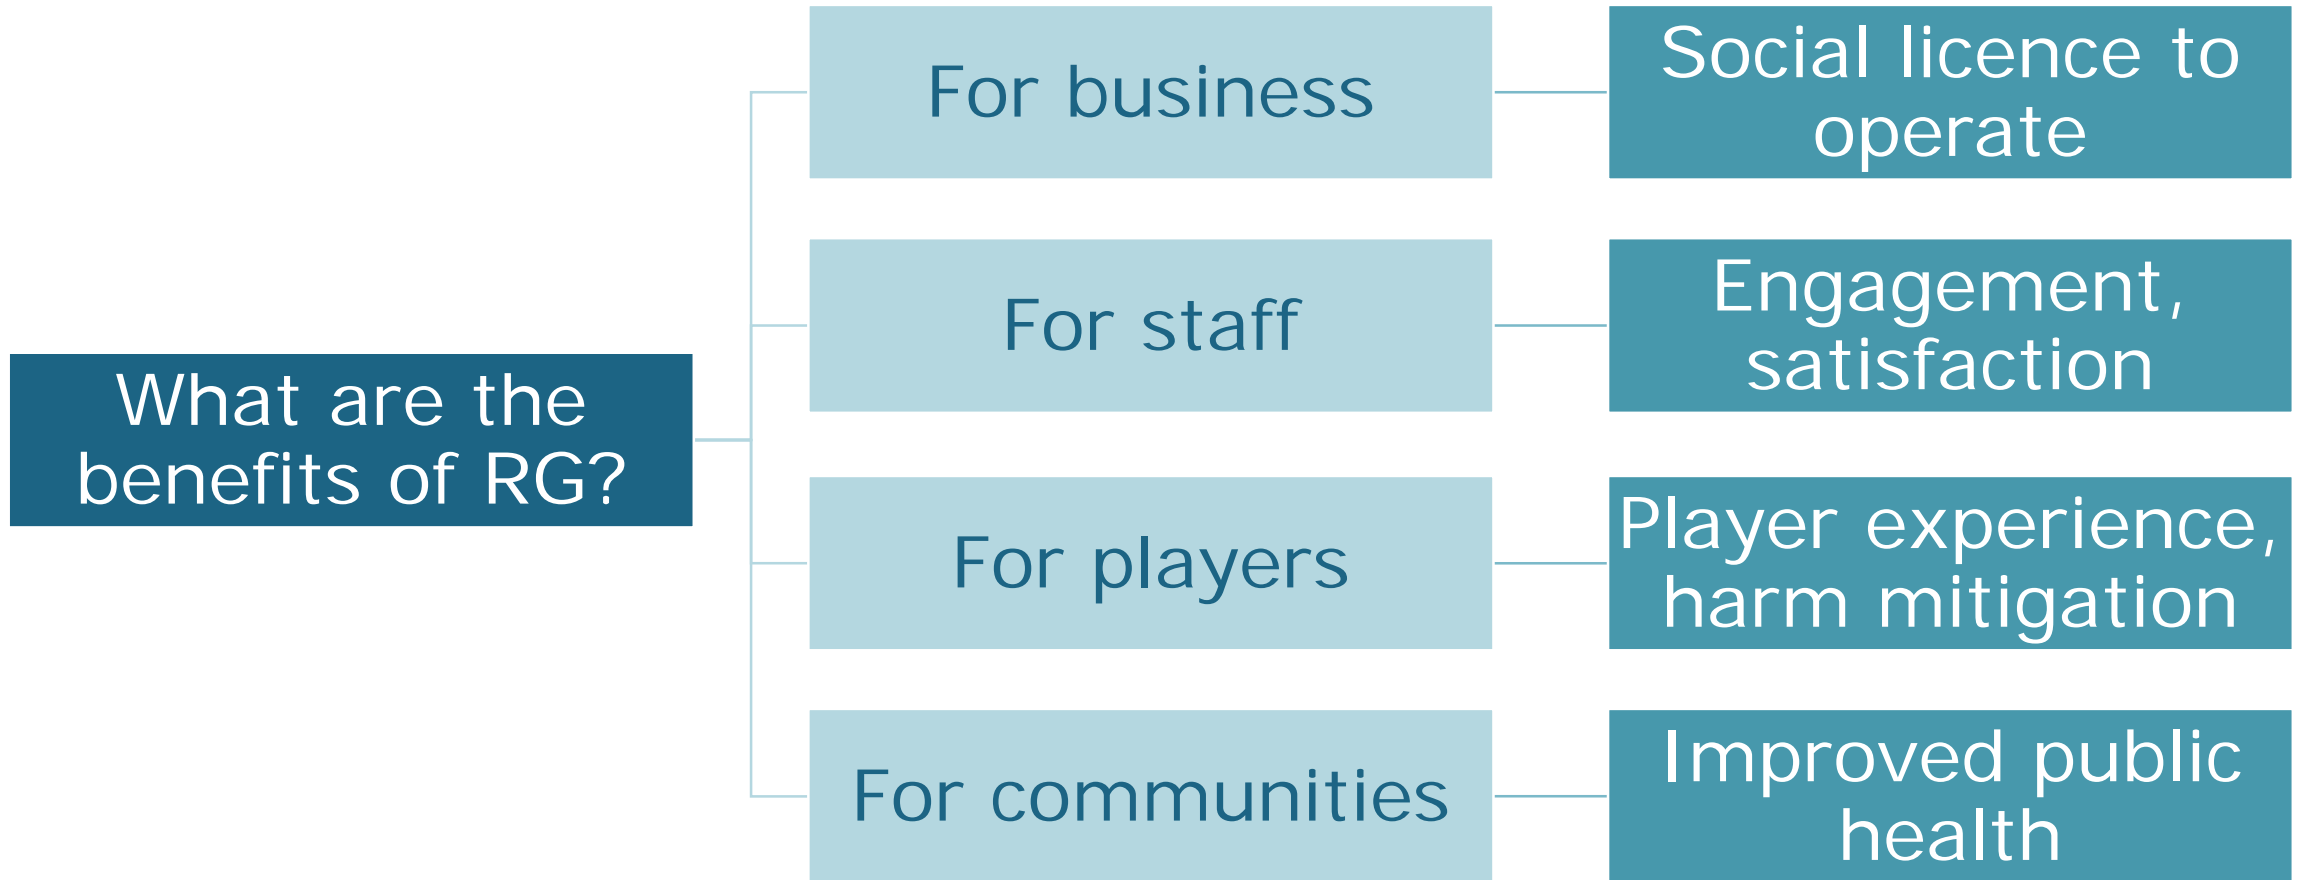 What are the
benefits of RG?
For business
Social licence to
operate
For staff
Engagement,
satisfaction
For players
Player experience,
harm mitigation
For communities
Improved public
health